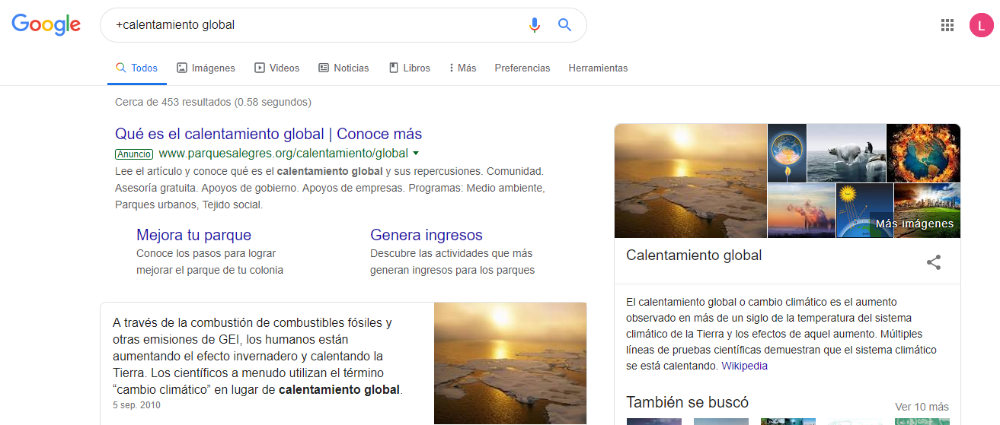 Google
+calentamiento global
L
Todos
Imágenes
Videos
Noticias
Libros
Más
Preferencias
Herramientas
Cerca de 453 resultados (0.58 segundos)
Qué es el calentamiento global | Conoce más
Anuncio www.parquesalegres.org/calentamiento/global
Lee el artículo y conoce qué es el calentamiento global y sus repercusiones. Comunidad.
Asesoría gratuita. Apoyos de gobierno. Apoyos de empresas. Programas: Medio ambiente,
Parques urbanos, Tejido social.
Mejora tu parque
Conoce los pasos para lograr
mejorar el parque de tu colonia
Genera ingresos
Descubre las actividades que más
generan ingresos para los parques
A través de la combustión de combustibles fósiles y
otras emisiones de GEI, los humanos están
aumentando el efecto invernadero y calentando la
Tierra. Los científicos a menudo utilizan el término
“cambio climático” en lugar de calentamiento global.
5 sep. 2010
Más imágenes
Calentamiento global
El calentamiento global o cambio climático es el aumento
observado en más de un siglo de la temperatura del sistema
climático de la Tierra y los efectos de aquel aumento. Múltiples
líneas de pruebas científicas demuestran que el sistema climático
se está calentando. Wikipedia
También se buscó
Ver 10 más